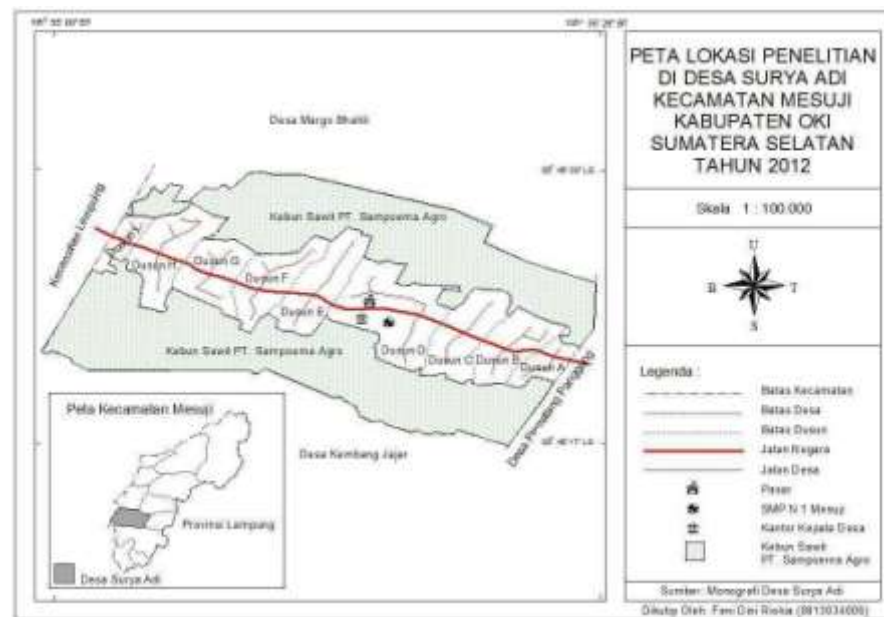 PETA LOKASI PENELITIAN
DI DESA SURYA ADI
KECAMATAN MESUJI
KABUPATEN OKI
SUMATERA SELATAN
TAHUN 2012
Skala 1 : 100.000
U
B
T
S
Legenda :
Batas Kecamatan
Batas Desa
Batas Dusun
Jalan Negara
Jalan Desa
Pasar
SMP N 1 Mesuji
Kantor Kepala Desa
Kebun Sawit
PT. Sampoerna Agro
Sumber: Monografi Desa Surya Adi
Dikutip Oleh:
Desa Margo Bhakti
Kebun Sawit PT. Sampoerna Agro
Kecamatan Lempuing
Dusun H
Dusun G
Dusun F
Dusun E
Dusun D
Dusun C
Dusun B
Dusun A
Kebun Sawit PT. Sampoerna Agro
Desa Kembang Jajar
Peta Kecamatan Mesuji
Provinsi Lampung
Desa Surya Adi